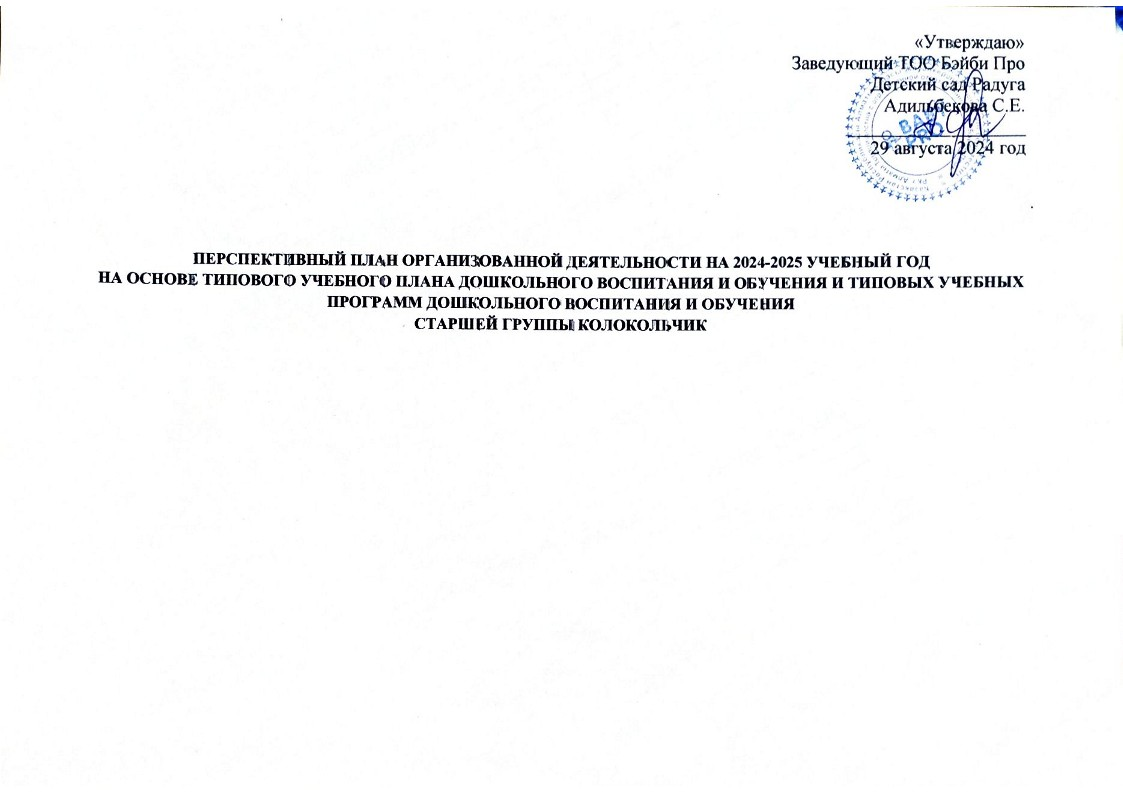 «Утверждаю»
Заведующий ТОО Бэйби Про
Детский сад Радуга
Адильбекова С.Е.
29 августа 2024 год
ПЕРСПЕКТИВНЫЙ ПЛАН ОРГАНИЗОВАННОЙ ДЕЯТЕЛЬНОСТИ НА 2024-2025 УЧЕБНЫЙ ГОД
НА ОСНОВЕ ТИПОВОГО УЧЕБНОГО ПЛАНА ДОШКОЛЬНОГО ВОСПИТАНИЯ И ОБУЧЕНИЯ И ТИПОВЫХ УЧЕБНЫХ
ПРОГРАММ ДОШКОЛЬНОГО ВОСПИТАНИЯ И ОБУЧЕНИЯ
СТАРШЕЙ ГРУППЫ КОЛОКОЛЬЧИК